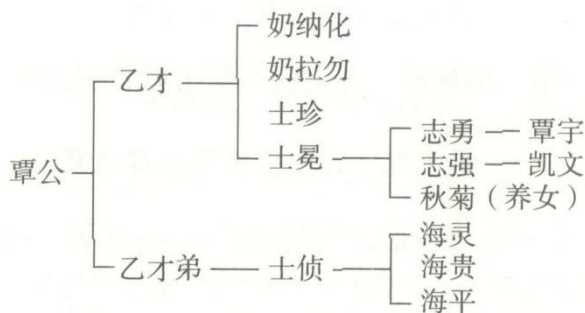 奶纳化
乙才
奶拉勿
士珍
士冕
志勇 覃宇
志强 凯文
秋菊（养女）
覃公
乙才弟
士侦
海灵
海贵
海平